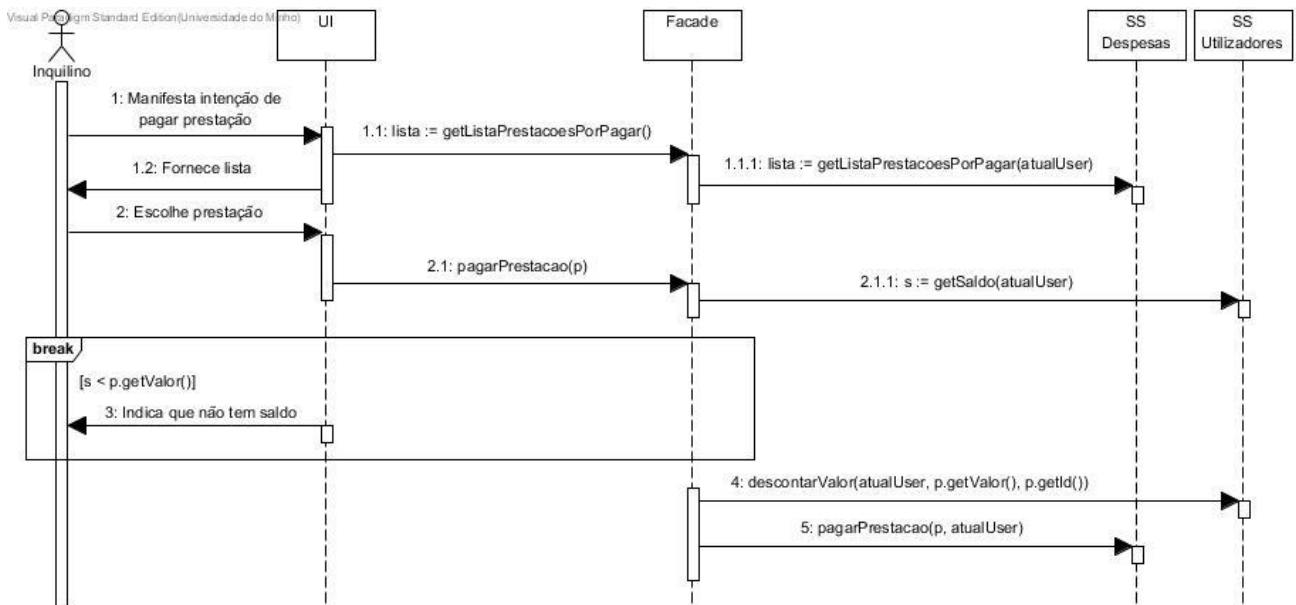 Visual Paradigm Standard Edition(Universidade do Minho)
UI
Facade
SS
Despesas
SS
Utilizadores
Inquilino
1: Manifesta intenção de
pagar prestação
1.1: lista := getListaPrestacoesPorPagar()
1.2: Fornece lista
1.1.1: lista := getListaPrestacoesPorPagar(atualUser)
2: Escolhe prestação
2.1: pagarPrestacao(p)
2.1.1: s := getSaldo(atualUser)
break
[s < p.getValor()]
3: Indica que não tem saldo
4: descontarValor(atualUser, p.getValor(), p.getId())
5: pagarPrestacao(p, atualUser)